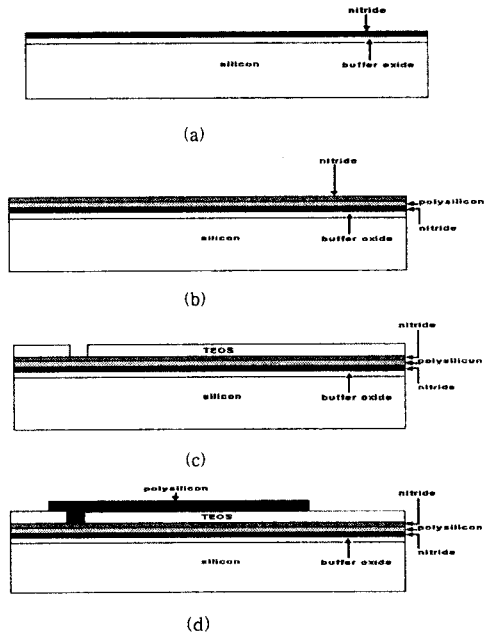 nitride
silicon
buffer oxide
(a)
nitride
polysilicon
nitride
silicon
buffer oxide
(b)
nitride
TEOS
polysilicon
nitride
silicon
buffer oxide
(c)
polysilicon
nitride
TEOS
polysilicon
nitride
silicon
buffer oxide
(d)